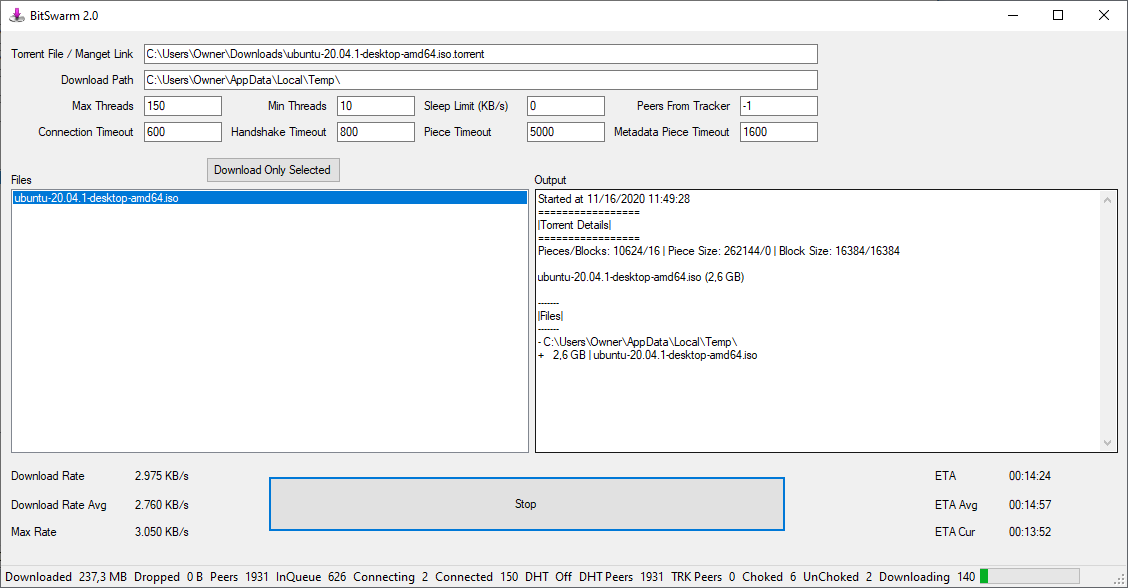 BitSwarm 2.0
Torrent File / Manget Link C:\Users\Owner\Downloads\ubuntu-20.04.1-desktop-amd64.iso.torrent
Download Path C:\Users\Owner\AppData\Local\Temp\
Max Threads 150 Min Threads 10 Sleep Limit (KB/s) 0 Peers From Tracker -1
Connection Timeout 600 Handshake Timeout 800 Piece Timeout 5000 Metadata Piece Timeout 1600
Download Only Selected
Files
ubuntu-20.04.1-desktop-amd64.iso
Output
Started at 11/16/2020 11:49:28
=================
|Torrent Details|
=================
Pieces/Blocks: 10624/16 | Piece Size: 262144/0 | Block Size: 16384/16384
ubuntu-20.04.1-desktop-amd64.iso (2,6 GB)
-------
|Files|
-------
- C:\Users\Owner\AppData\Local\Temp\
+ 2,6 GB | ubuntu-20.04.1-desktop-amd64.iso
Download Rate 2.975 KB/s
Download Rate Avg 2.760 KB/s
Max Rate 3.050 KB/s
Stop
ETA 00:14:24
ETA Avg 00:14:57
ETA Cur 00:13:52
Downloaded 237,3 MB Dropped 0 B Peers 1931 InQueue 626 Connecting 2 Connected 150 DHT Off DHT Peers 1931 TRK Peers 0 Choked 6 UnChoked 2 Downloading 140